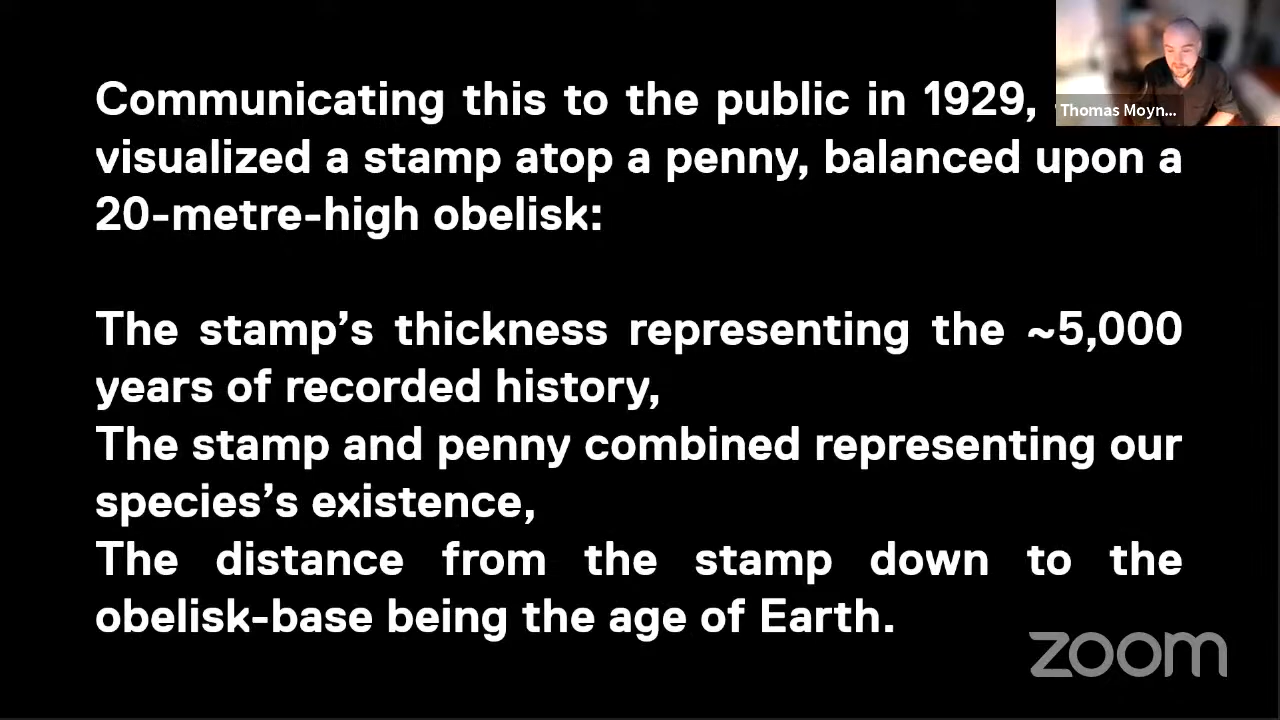 Communicating this to the public in 1929,
Thomas Moyn...
visualized a stamp atop a penny, balanced upon a
20-metre-high obelisk:
The stamp's thickness representing the ~5,000
years of recorded history,
The stamp and penny combined representing our
species's existence,
The distance from the stamp down to the
obelisk-base being the age of Earth.
zoom